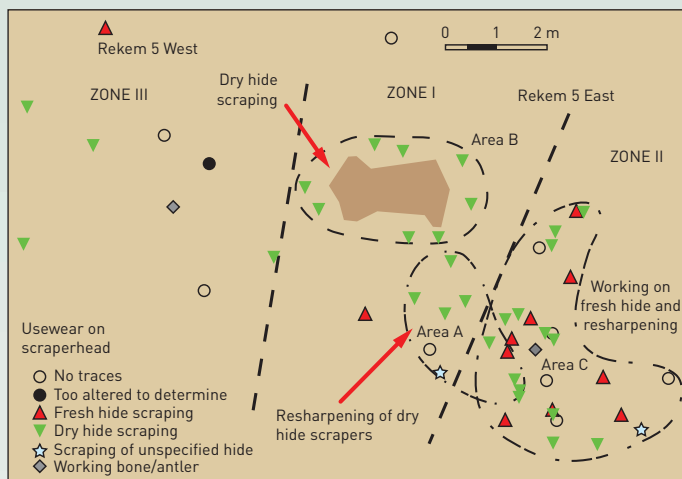 Rekem 5 West
0 1 2 m
ZONE III
Dry hide
scraping
ZONE I
Rekem 5 East
Area B
ZONE II
Working on
fresh hide and
resharpening
Area A
Area C
Resharpening of dry
hide scrapers
Usewear on
scraperhead
No traces
Too altered to determine
Fresh hide scraping
Dry hide scraping
Scraping of unspecified hide
Working bone/antler